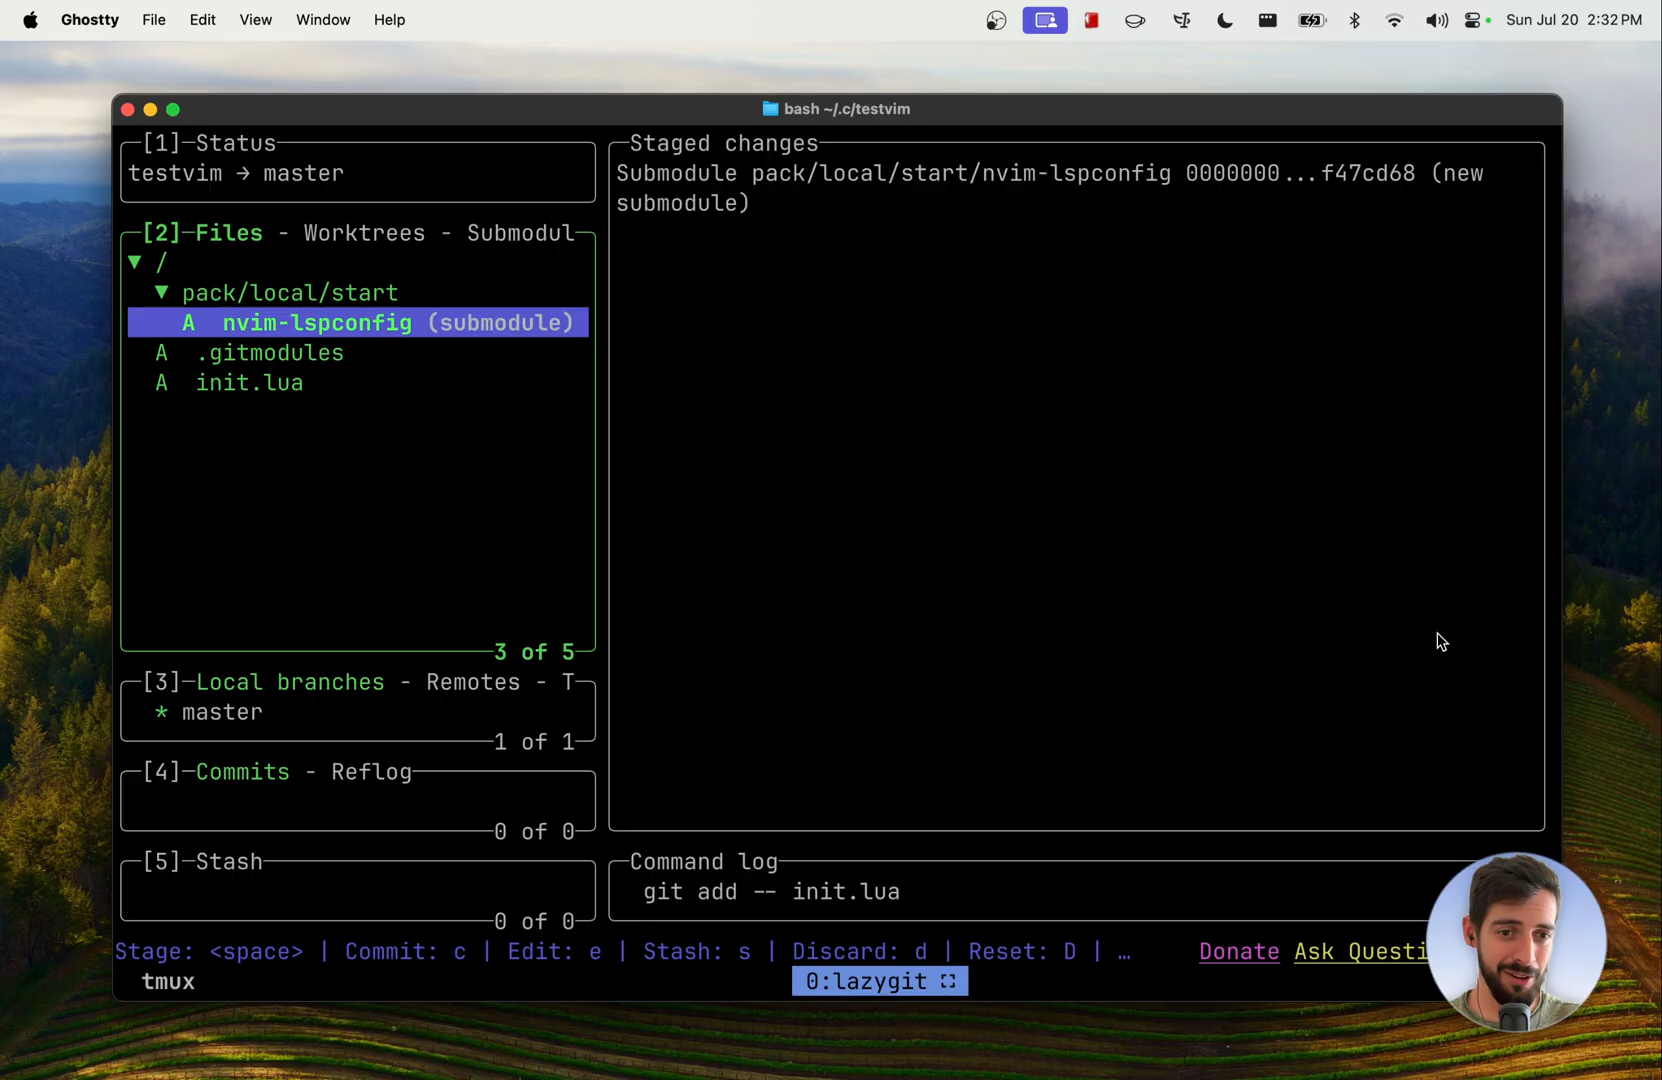 Ghostty File Edit View Window Help
Sun Jul 20 2:32 PM
bash ~/.c/testvim
[1]─Status
testvim → master
[2]─Files - Worktrees - Submodul
▼ /
▼ pack/local/start
A nvim-lspconfig (submodule)
A .gitmodules
A init.lua
3 of 5
[3]─Local branches - Remotes - T
* master
1 of 1
[4]─Commits - Reflog
0 of 0
[5]─Stash
0 of 0
Staged changes
Submodule pack/local/start/nvim-lspconfig 0000000...f47cd68 (new
submodule)
Command log
git add -- init.lua
Stage: <space> | Commit: c | Edit: e | Stash: s | Discard: d | Reset: D | … Donate Ask Questi
tmux 0:lazygit